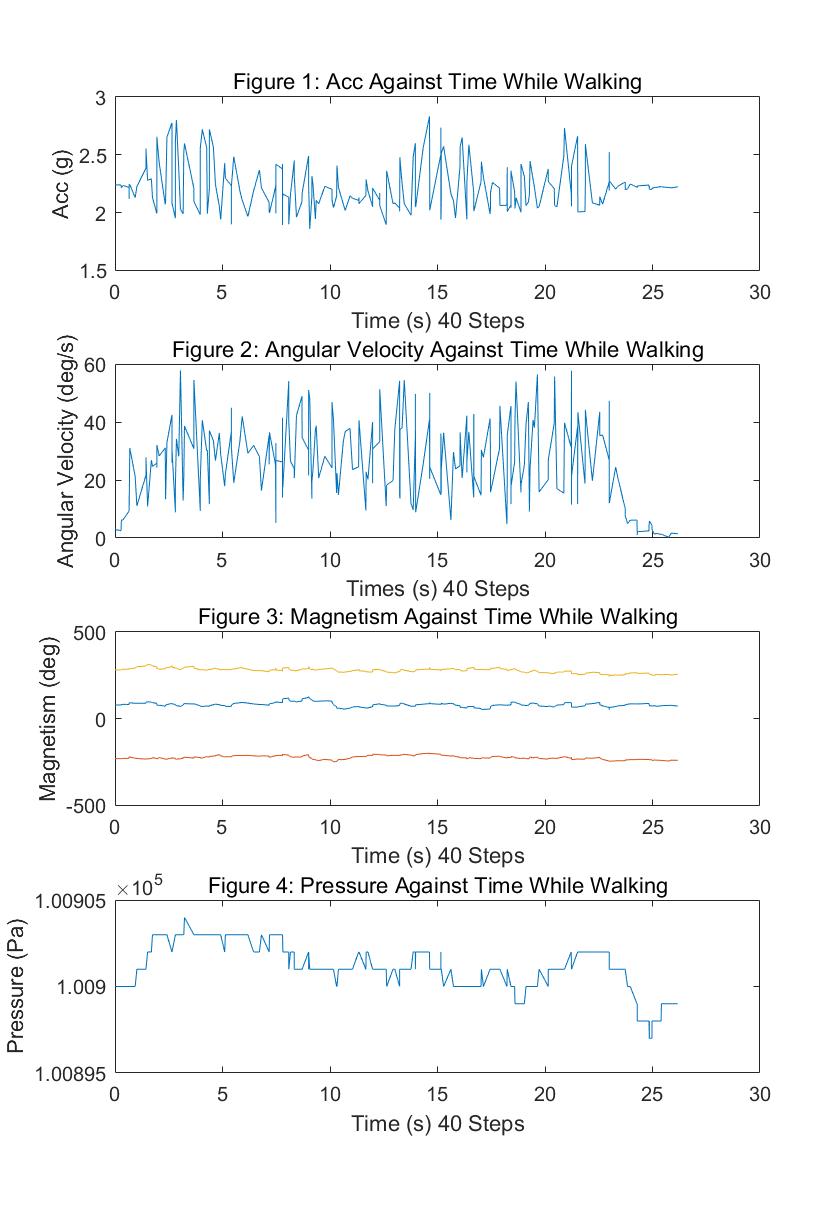 Figure 1: Acc Against Time While Walking
3
2.5
2
1.5
Acc (g)
0 5 10 15 20 25 30
Time (s) 40 Steps
Figure 2: Angular Velocity Against Time While Walking
60
40
20
0
Angular Velocity (deg/s)
0 5 10 15 20 25 30
Times (s) 40 Steps
Figure 3: Magnetism Against Time While Walking
500
0
-500
Magnetism (deg)
0 5 10 15 20 25 30
Time (s) 40 Steps
×10⁵ Figure 4: Pressure Against Time While Walking
1.00905
1.009
1.00895
Pressure (Pa)
0 5 10 15 20 25 30
Time (s) 40 Steps